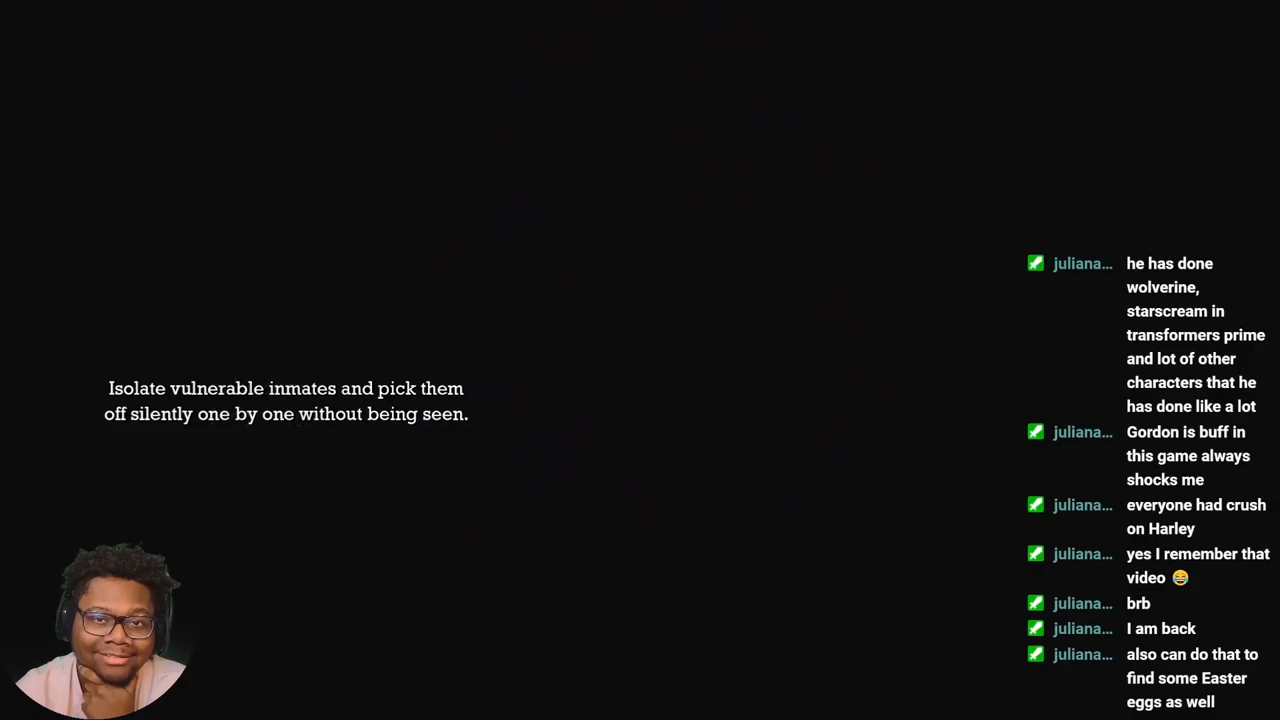 Isolate vulnerable inmates and pick them
off silently one by one without being seen.
juliana... he has done
wolverine,
starscream in
transformers prime
and lot of other
characters that he
has done like a lot
juliana... Gordon is buff in
this game always
shocks me
juliana... everyone had crush
on Harley
juliana... yes I remember that
video 😂
juliana... brb
juliana... I am back
juliana... also can do that to
find some Easter
eggs as well